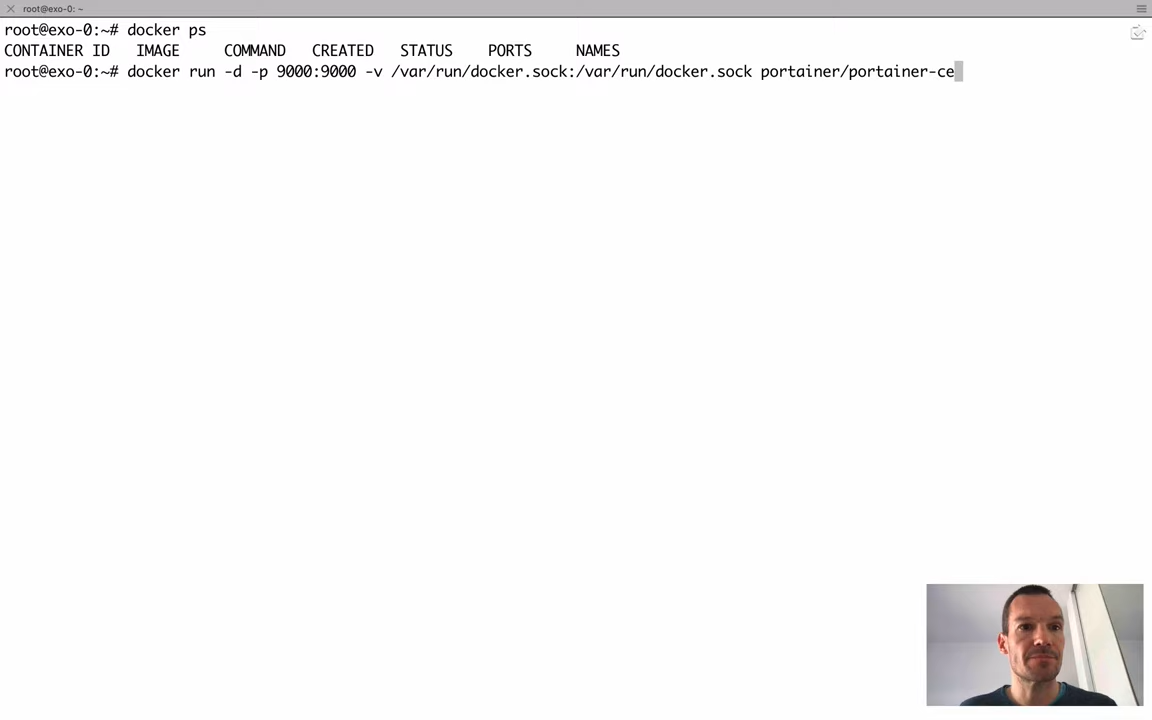 root@exo-0: ~
root@exo-0:~# docker ps
CONTAINER ID IMAGE COMMAND CREATED STATUS PORTS NAMES
root@exo-0:~# docker run -d -p 9000:9000 -v /var/run/docker.sock:/var/run/docker.sock portainer/portainer-ce